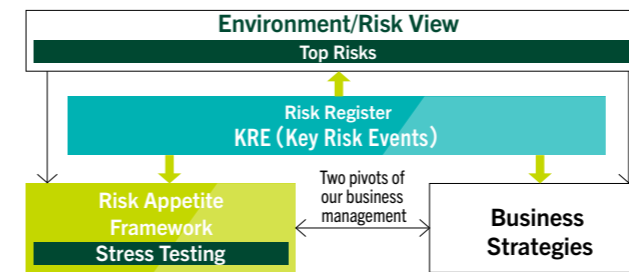 Environment/Risk View
Top Risks
Risk Register
KRE (Key Risk Events)
Two pivots of
our business
management
Risk Appetite
Framework
Stress Testing
Business
Strategies